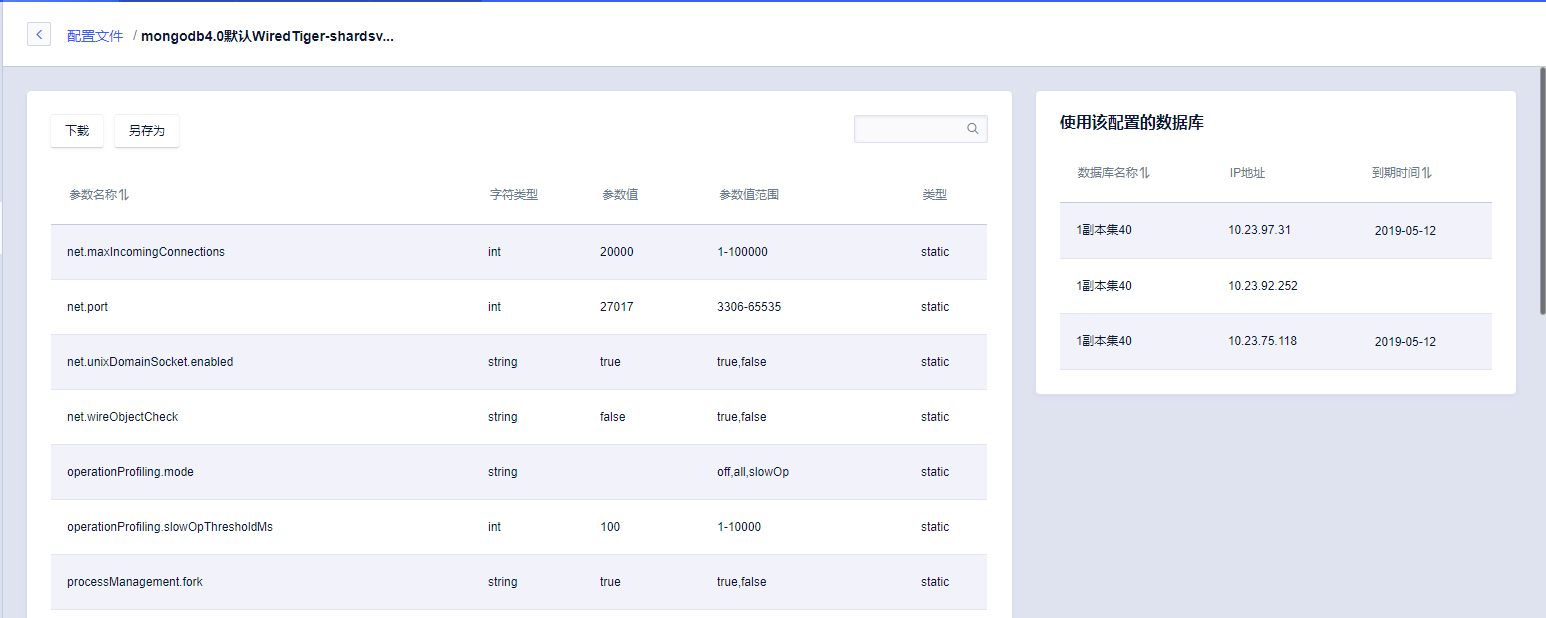 配置文件 / mongodb4.0默认WiredTiger-shardsv...
下载 另存为
参数名称 字符类型 参数值 参数值范围 类型
net.maxIncomingConnections int 20000 1-100000 static
net.port int 27017 3306-65535 static
net.unixDomainSocket.enabled string true true,false static
net.wireObjectCheck string false true,false static
operationProfiling.mode string off,all,slowOp static
operationProfiling.slowOpThresholdMs int 100 1-10000 static
processManagement.fork string true true,false static
使用该配置的数据库
数据库名称 IP地址 到期时间
1副本集40 10.23.97.31 2019-05-12
1副本集40 10.23.92.252
1副本集40 10.23.75.118 2019-05-12